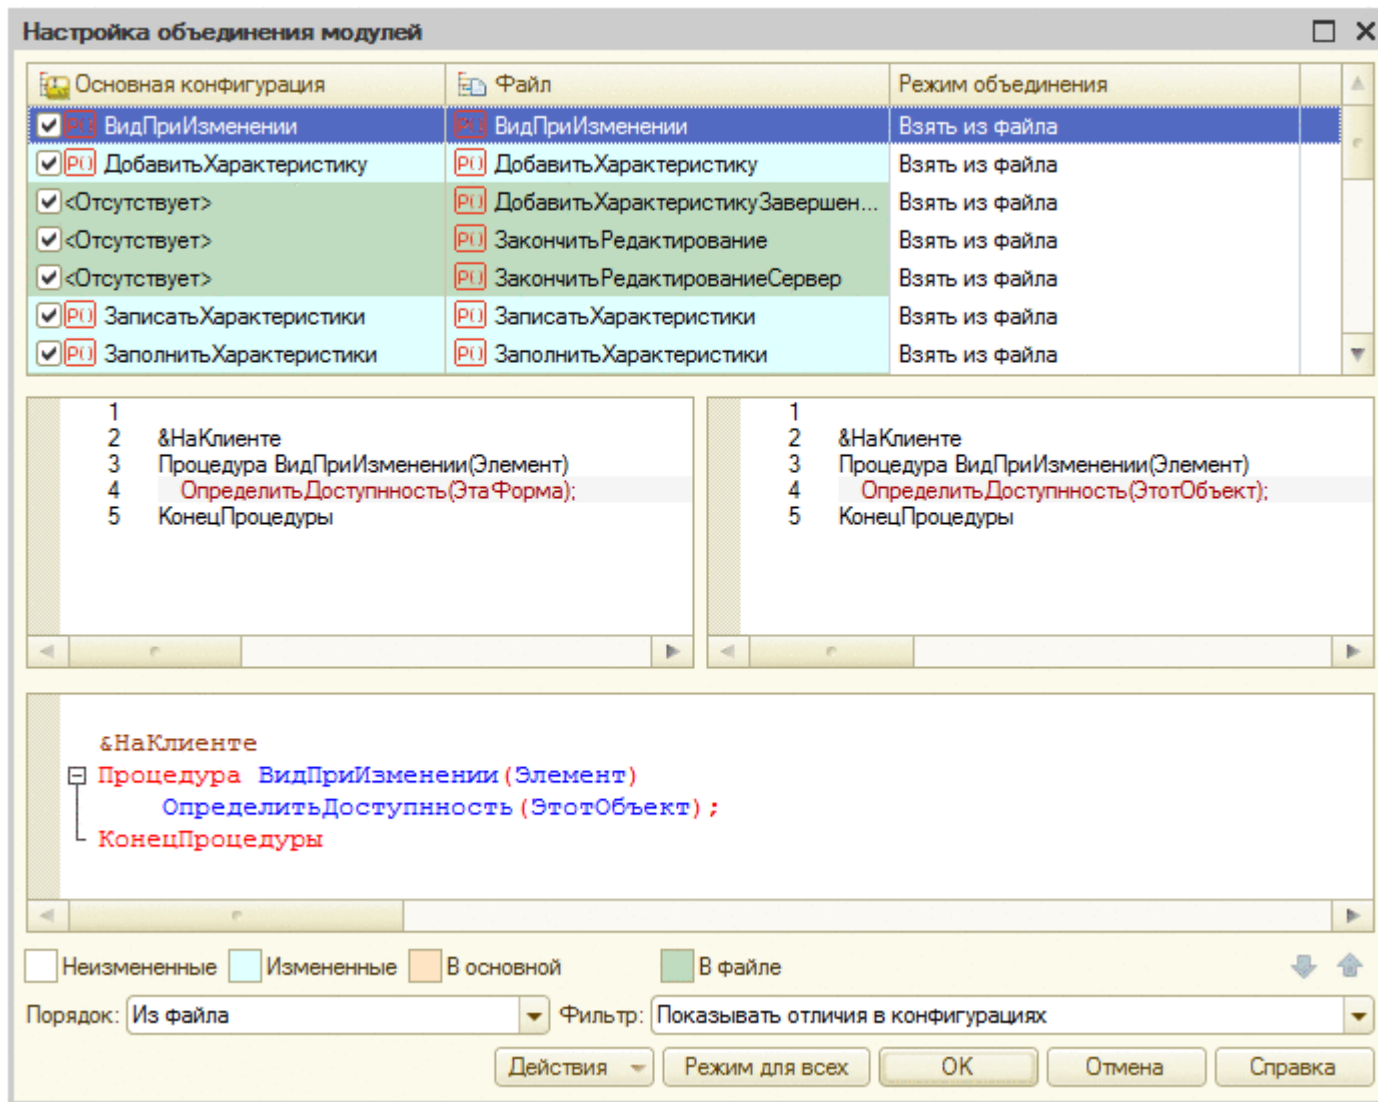 Настройка объединения модулей
Основная конфигурация Файл Режим объединения
P() ВидПриИзменении P() ВидПриИзменении Взять из файла
P() ДобавитьХарактеристику P() ДобавитьХарактеристику Взять из файла
<Отсутствует> P() ДобавитьХарактеристикуЗавершен... Взять из файла
<Отсутствует> P() ЗакончитьРедактирование Взять из файла
<Отсутствует> P() ЗакончитьРедактированиеСервер Взять из файла
P() ЗаписатьХарактеристики P() ЗаписатьХарактеристики Взять из файла
P() ЗаполнитьХарактеристики P() ЗаполнитьХарактеристики Взять из файла
1
2 &НаКлиенте
3 Процедура ВидПриИзменении(Элемент)
4 ОпределитьДоступнность(ЭтаФорма);
5 КонецПроцедуры
1
2 &НаКлиенте
3 Процедура ВидПриИзменении(Элемент)
4 ОпределитьДоступнность(ЭтотОбъект);
5 КонецПроцедуры
&НаКлиенте
Процедура ВидПриИзменении(Элемент)
ОпределитьДоступнность(ЭтотОбъект);
КонецПроцедуры
Неизмененные Измененные В основной В файле
Порядок: Из файла Фильтр: Показывать отличия в конфигурациях
Действия Режим для всех OK Отмена Справка